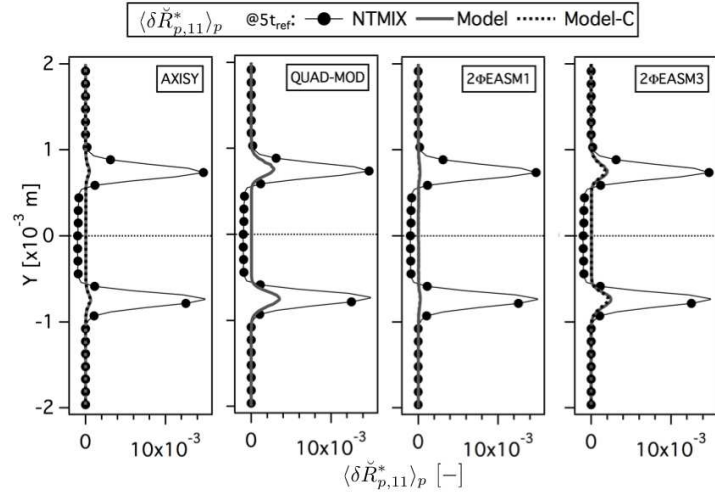 ⟨δR̆*p,11⟩p @5tref: NTMIX Model Model-C
AXISY QUAD-MOD 2ΦEASM1 2ΦEASM3
2
1
0
-1
-2
Y [x10⁻³ m]
0 10x10⁻³ 0 10x10⁻³ 0 10x10⁻³ 0 10x10⁻³
⟨δR̆*p,11⟩p [−]